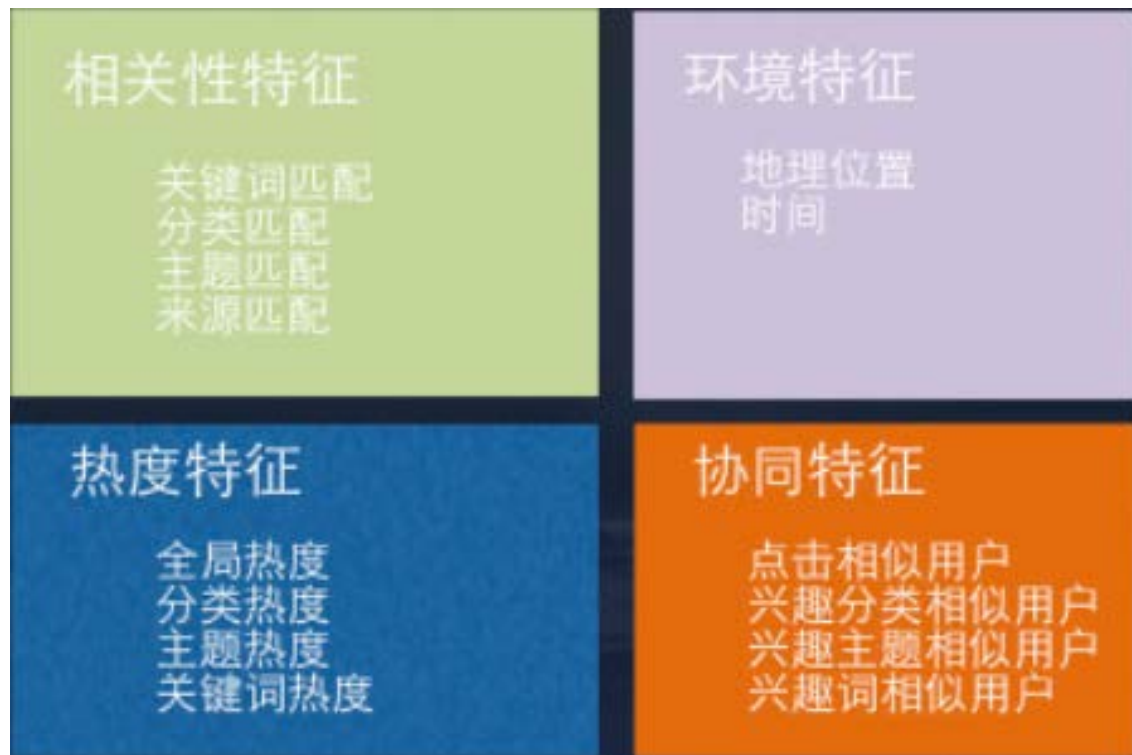 相关性特征
关键词匹配
分类匹配
主题匹配
来源匹配
环境特征
地理位置
时间
热度特征
全局热度
分类热度
主题热度
关键词热度
协同特征
点击相似用户
兴趣分类相似用户
兴趣主题相似用户
兴趣词相似用户